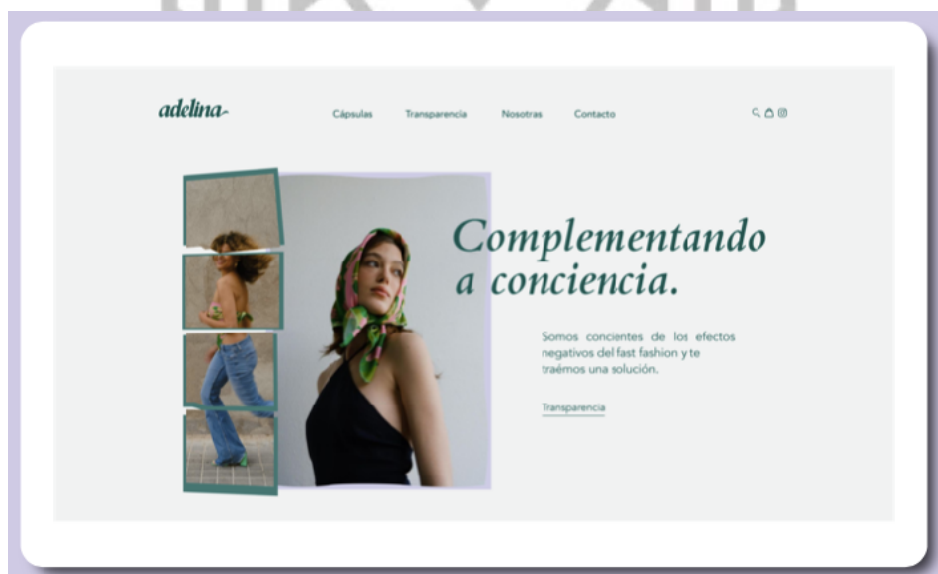 adelina
Cápsulas Transparencia Nosotras Contacto
Complementando
a conciencia.
Somos concientes de los efectos
negativos del fast fashion y te
traémos una solución.
Transparencia